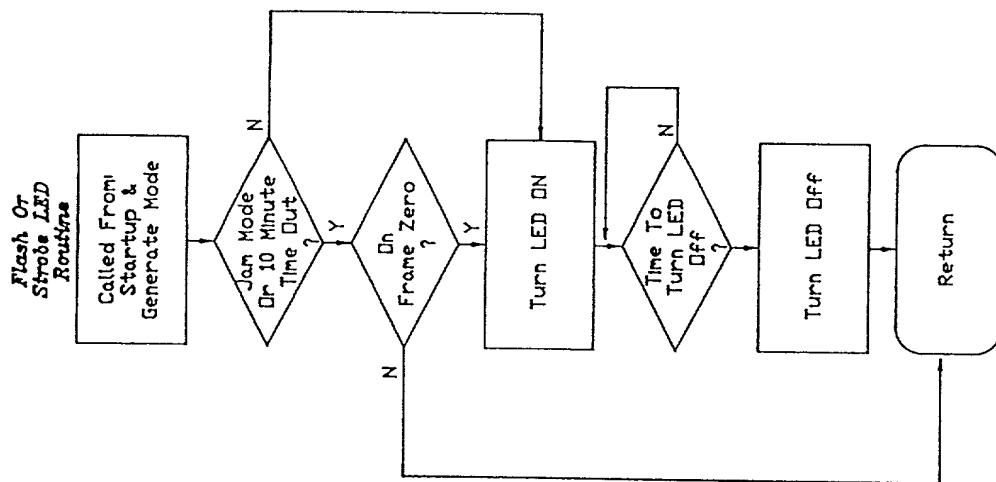 Flash Or
Strobe LED
Routine
Called From:
Startup &
Generate Mode
Jam Mode
Or 10 Minute
Time Out
?
N
Y
On
Frame Zero
?
N
Y
Turn LED ON
Time To
Turn LED
Off
?
N
Turn LED Off
Return